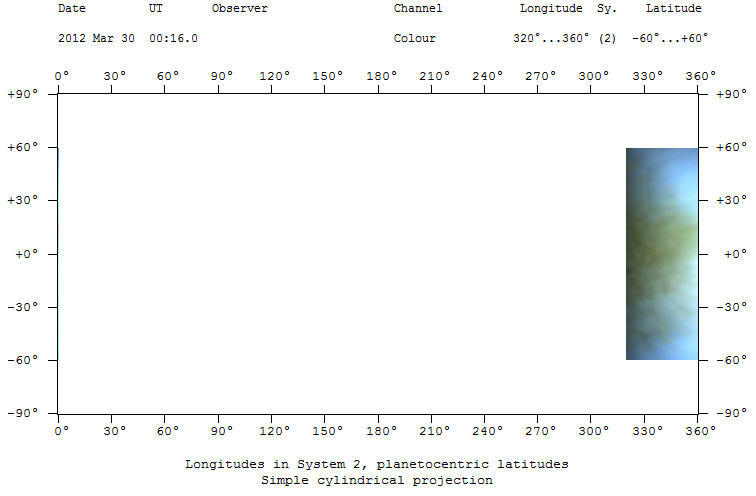 Date UT Observer Channel Longitude Sy. Latitude
2012 Mar 30 00:16.0 Colour 320°...360° (2) -60°...+60°
0° 30° 60° 90° 120° 150° 180° 210° 240° 270° 300° 330° 360°
+90° +90°
+60° +60°
+30° +30°
+0° +0°
-30° -30°
-60° -60°
-90° -90°
0° 30° 60° 90° 120° 150° 180° 210° 240° 270° 300° 330° 360°
Longitudes in System 2, planetocentric latitudes
Simple cylindrical projection